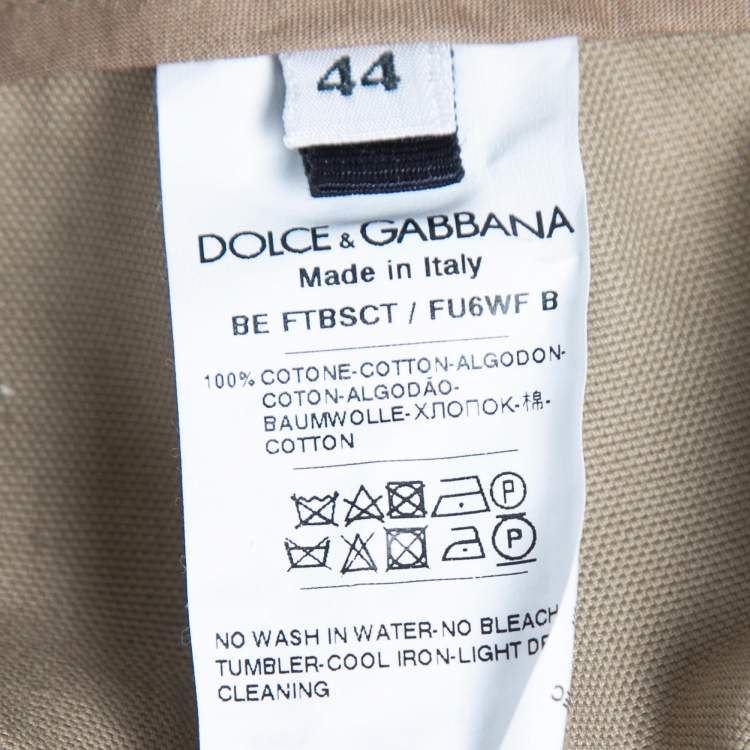 44
DOLCE & GABBANA
Made in Italy
BE FTBSCT / FU6WF B
100% COTONE-COTTON-ALGODON-
COTON-ALGODÃO-
BAUMWOLLE-ХЛОПОК-棉-
COTTON
P
P
NO WASH IN WATER-NO BLEACH
TUMBLER-COOL IRON-LIGHT
CLEANING